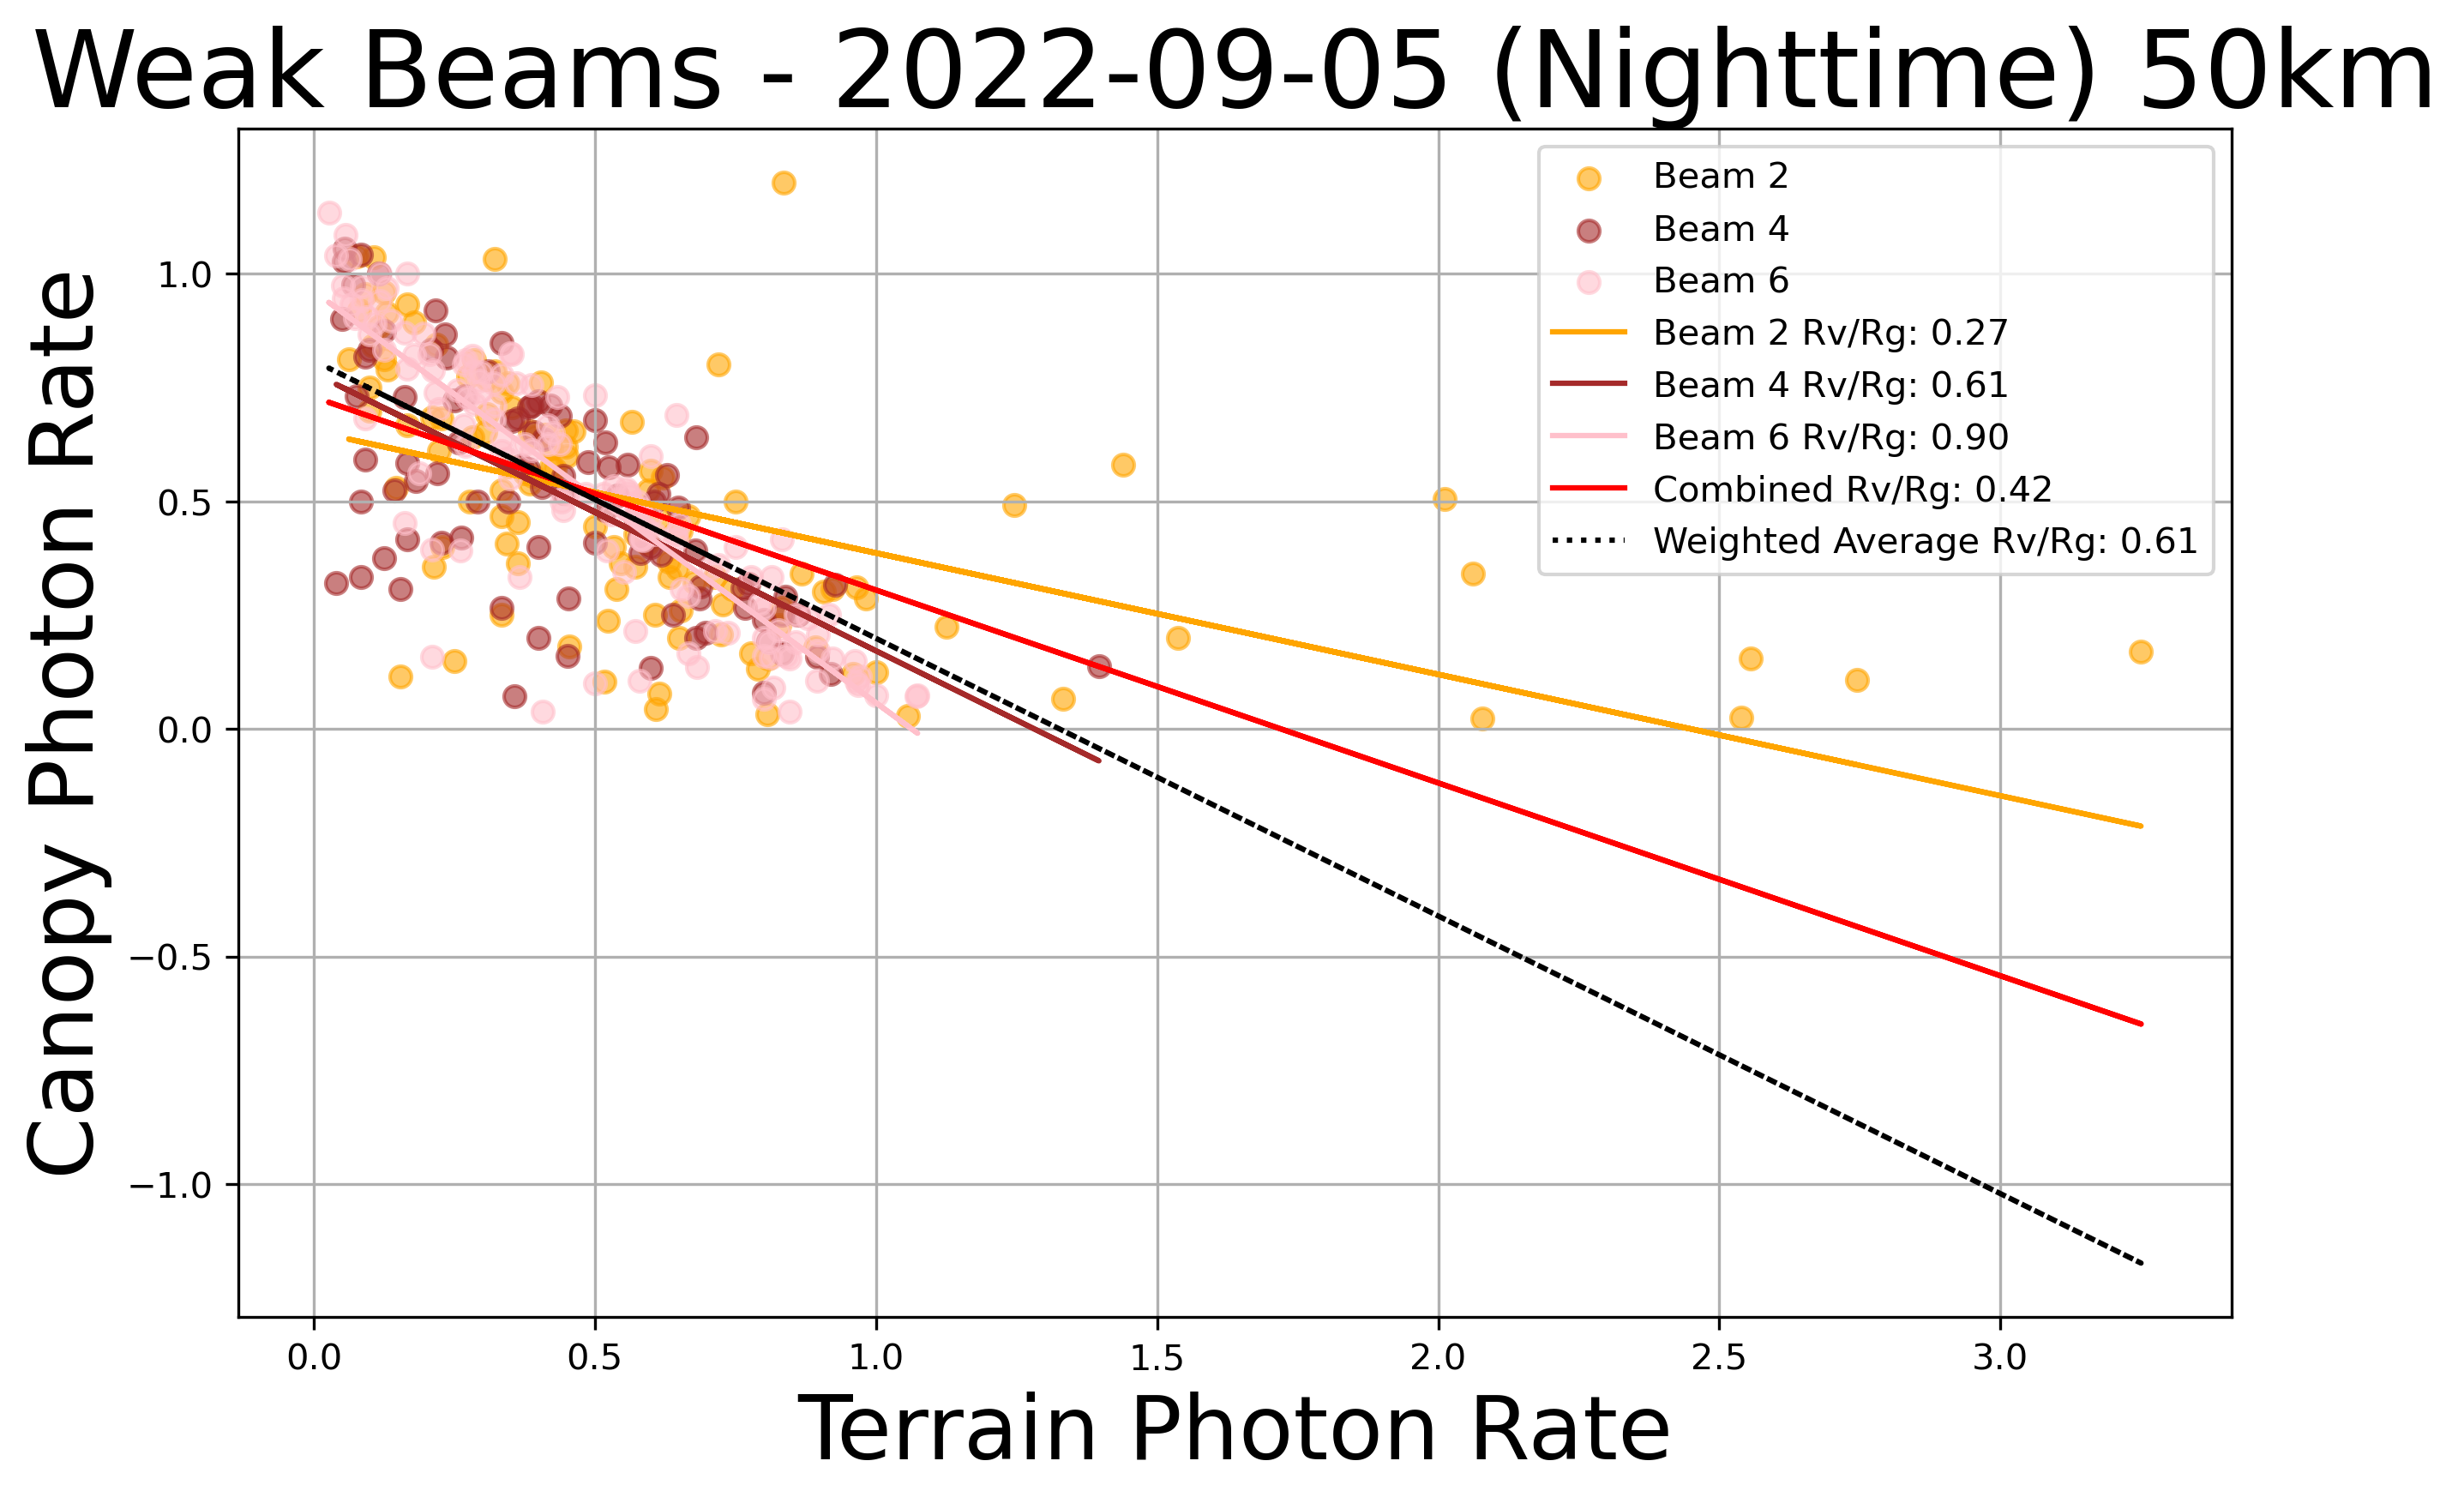 Weak Beams - 2022-09-05 (Nighttime) 50km
Canopy Photon Rate
1.0
0.5
0.0
−0.5
−1.0
Beam 2
Beam 4
Beam 6
Beam 2 Rv/Rg: 0.27
Beam 4 Rv/Rg: 0.61
Beam 6 Rv/Rg: 0.90
Combined Rv/Rg: 0.42
Weighted Average Rv/Rg: 0.61
0.0 0.5 1.0 1.5 2.0 2.5 3.0
Terrain Photon Rate